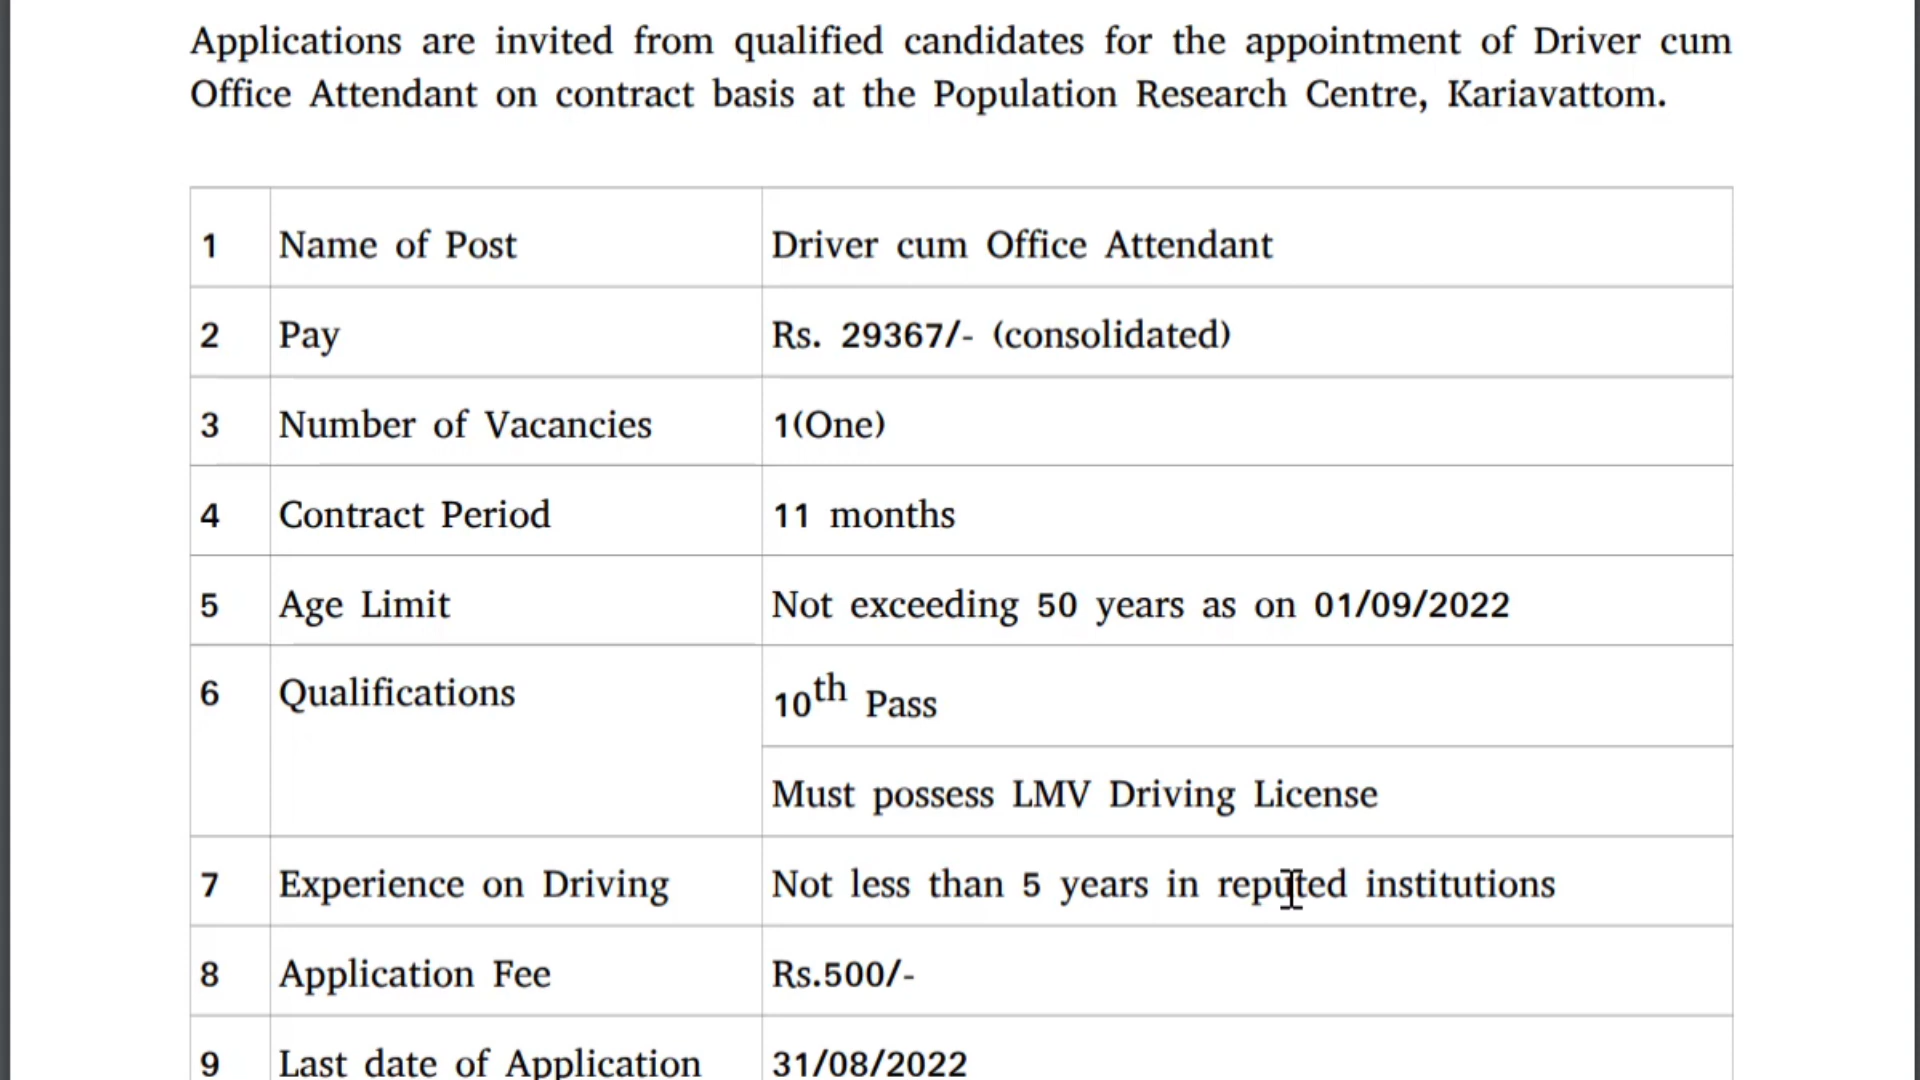 Applications are invited from qualified candidates for the appointment of Driver cum
Office Attendant on contract basis at the Population Research Centre, Kariavattom.
1 Name of Post Driver cum Office Attendant
2 Pay Rs. 29367/- (consolidated)
3 Number of Vacancies 1(One)
4 Contract Period 11 months
5 Age Limit Not exceeding 50 years as on 01/09/2022
6 Qualifications 10th Pass
Must possess LMV Driving License
7 Experience on Driving Not less than 5 years in reputed institutions
8 Application Fee Rs.500/-
9 Last date of Application 31/08/2022